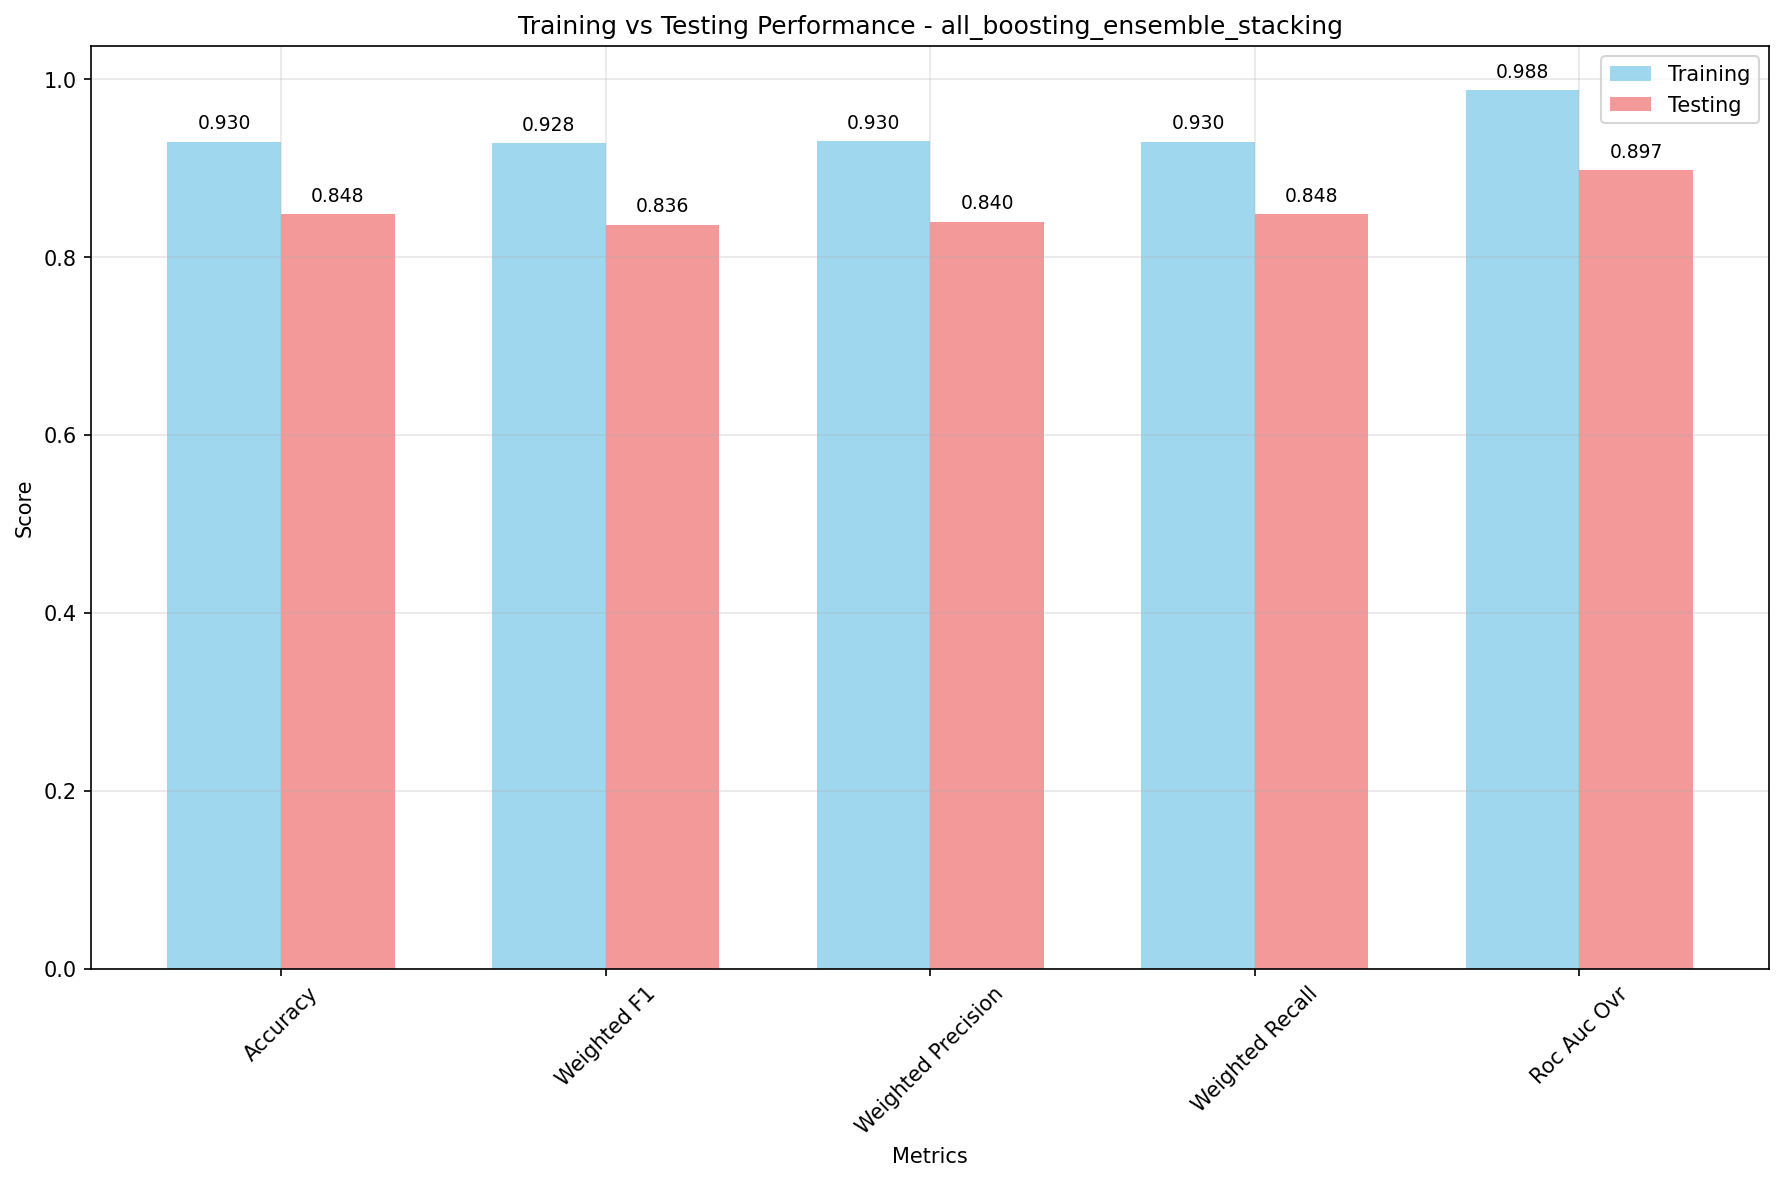 Training vs Testing Performance - all_boosting_ensemble_stacking
Training
Testing
1.0
0.8
0.6
0.4
0.2
0.0
Score
0.930
0.848
0.928
0.836
0.930
0.840
0.930
0.848
0.988
0.897
Accuracy
Weighted F1
Weighted Precision
Weighted Recall
Roc Auc Ovr
Metrics